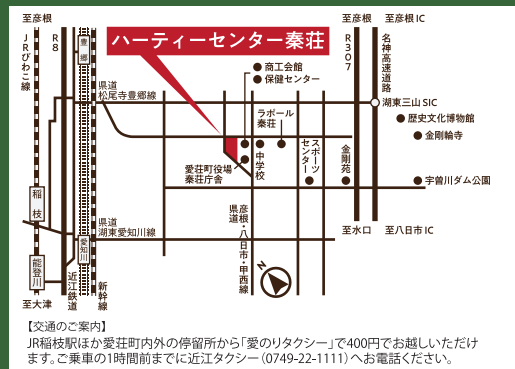 至彦根
至彦根
至彦根IC
JRびわこ線
R8
豊郷
ハーティーセンター秦荘
R307
名神高速道路
商工会館
保健センター
県道
松尾寺豊郷線
湖東三山SIC
ラポール
秦荘
歴史文化博物館
金剛輪寺
愛荘町役場
秦荘庁舎
中学校
スポーツ
センター
金剛苑
宇曽川ダム公園
稲枝
県道
彦根・八日市・甲西線
県道
湖東愛知川線
至水口
至八日市IC
愛知川
能登川
近江鉄道
新幹線
至大津
N
【交通のご案内】
JR稲枝駅ほか愛荘町内外の停留所から「愛のりタクシー」で400円でお越しいただけ
ます。ご乗車の1時間前までに近江タクシー(0749-22-1111)へお電話ください。